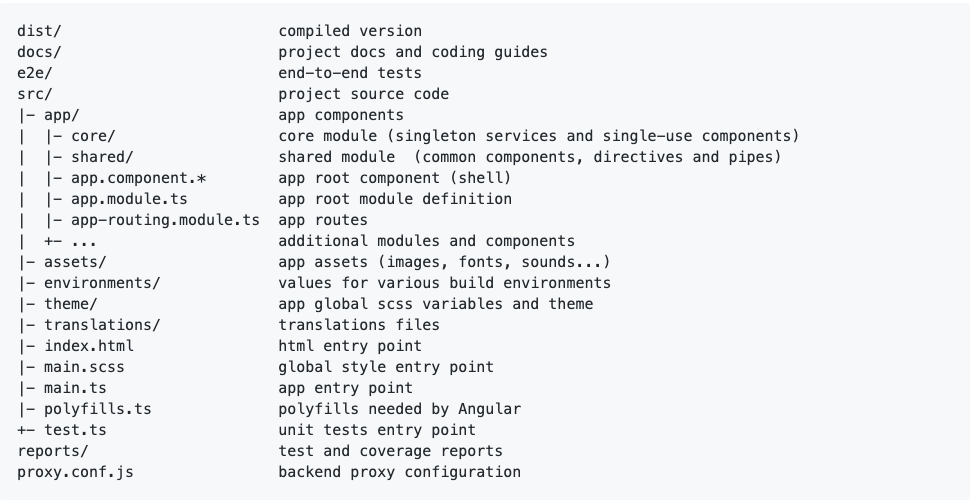 dist/                        compiled version
docs/                        project docs and coding guides
e2e/                         end-to-end tests
src/                         project source code
|- app/                      app components
|  |- core/                  core module (singleton services and single-use components)
|  |- shared/                shared module  (common components, directives and pipes)
|  |- app.component.*        app root component (shell)
|  |- app.module.ts          app root module definition
|  |- app-routing.module.ts  app routes
|  +- ...                    additional modules and components
|- assets/                   app assets (images, fonts, sounds...)
|- environments/             values for various build environments
|- theme/                    app global scss variables and theme
|- translations/             translations files
|- index.html                html entry point
|- main.scss                 global style entry point
|- main.ts                   app entry point
|- polyfills.ts              polyfills needed by Angular
+- test.ts                   unit tests entry point
reports/                     test and coverage reports
proxy.conf.js                backend proxy configuration